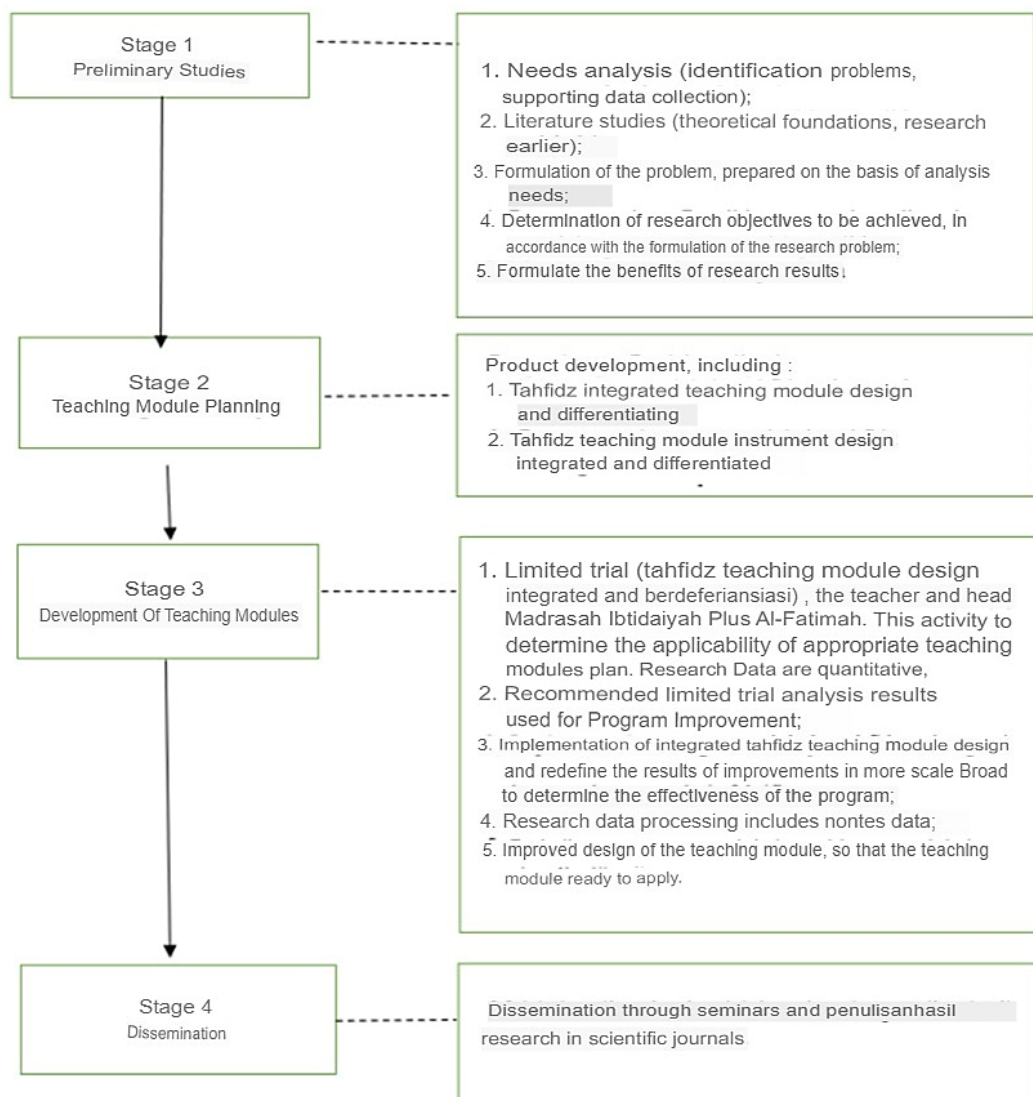 Stage 1
Preliminary Studies
1. Needs analysis (identification problems,
supporting data collection);
2. Literature studies (theoretical foundations, research
earlier);
3. Formulation of the problem, prepared on the basis of analysis
needs;
4. Determination of research objectives to be achieved, in
accordance with the formulation of the research problem;
5. Formulate the benefits of research results.
Stage 2
Teaching Module Planning
Product development, including :
1. Tahfidz integrated teaching module design
and differentiating
2. Tahfidz teaching module instrument design
integrated and differentiated
Stage 3
Development Of Teaching Modules
1. Limited trial (tahfidz teaching module design
integrated and berdeferiansiasi) , the teacher and head
Madrasah Ibtidaiyah Plus Al-Fatimah. This activity to
determine the applicability of appropriate teaching
modules plan. Research Data are quantitative,
2. Recommended limited trial analysis results
used for Program Improvement;
3. Implementation of integrated tahfidz teaching module design
and redefine the results of improvements in more scale Broad
to determine the effectiveness of the program;
4. Research data processing includes nontes data;
5. Improved design of the teaching module, so that the teaching
module ready to apply.
Stage 4
Dissemination
Dissemination through seminars and penulisanhasil
research in scientific journals